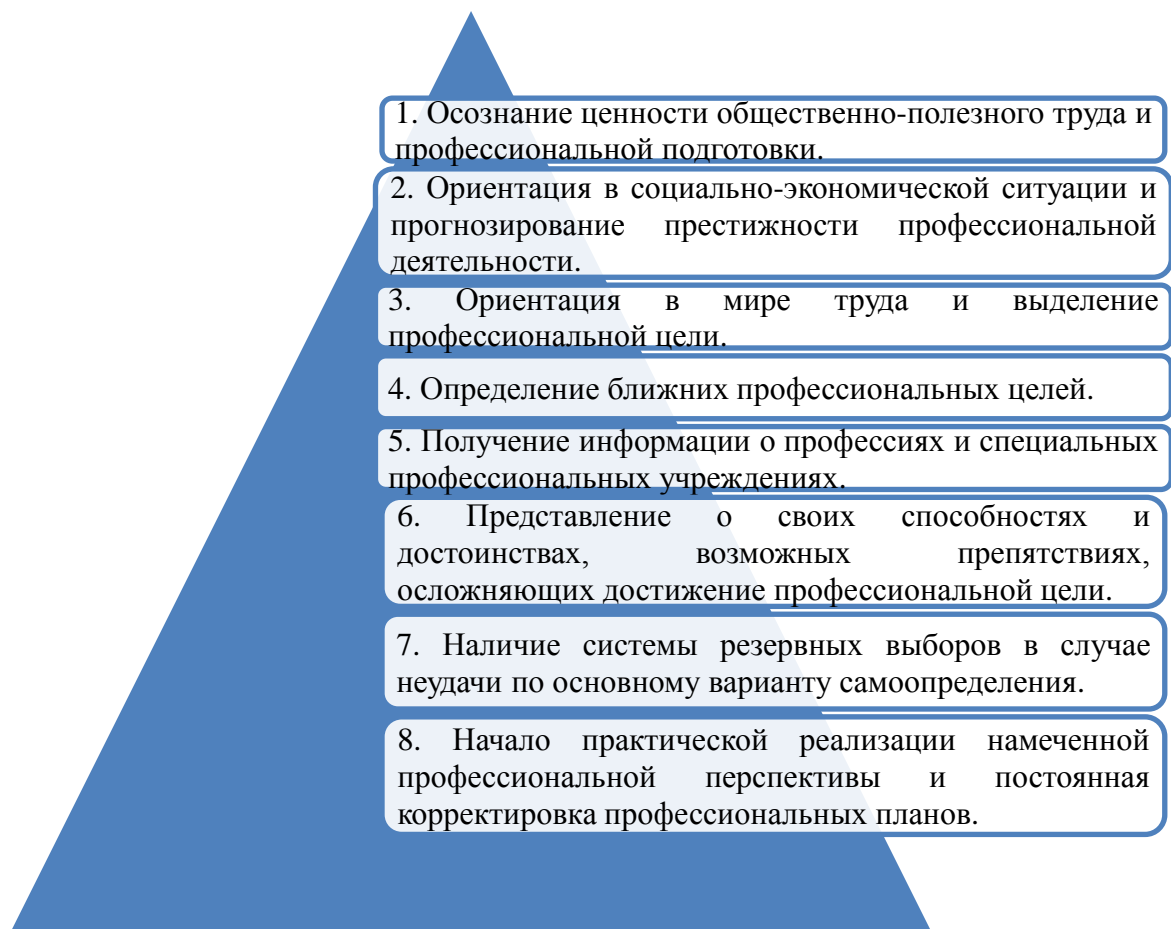 1. Осознание ценности общественно-полезного труда и
профессиональной подготовки.
2. Ориентация в социально-экономической ситуации и
прогнозирование престижности профессиональной
деятельности.
3. Ориентация в мире труда и выделение
профессиональной цели.
4. Определение ближних профессиональных целей.
5. Получение информации о профессиях и специальных
профессиональных учреждениях.
6. Представление о своих способностях и
достоинствах, возможных препятствиях,
осложняющих достижение профессиональной цели.
7. Наличие системы резервных выборов в случае
неудачи по основному варианту самоопределения.
8. Начало практической реализации намеченной
профессиональной перспективы и постоянная
корректировка профессиональных планов.